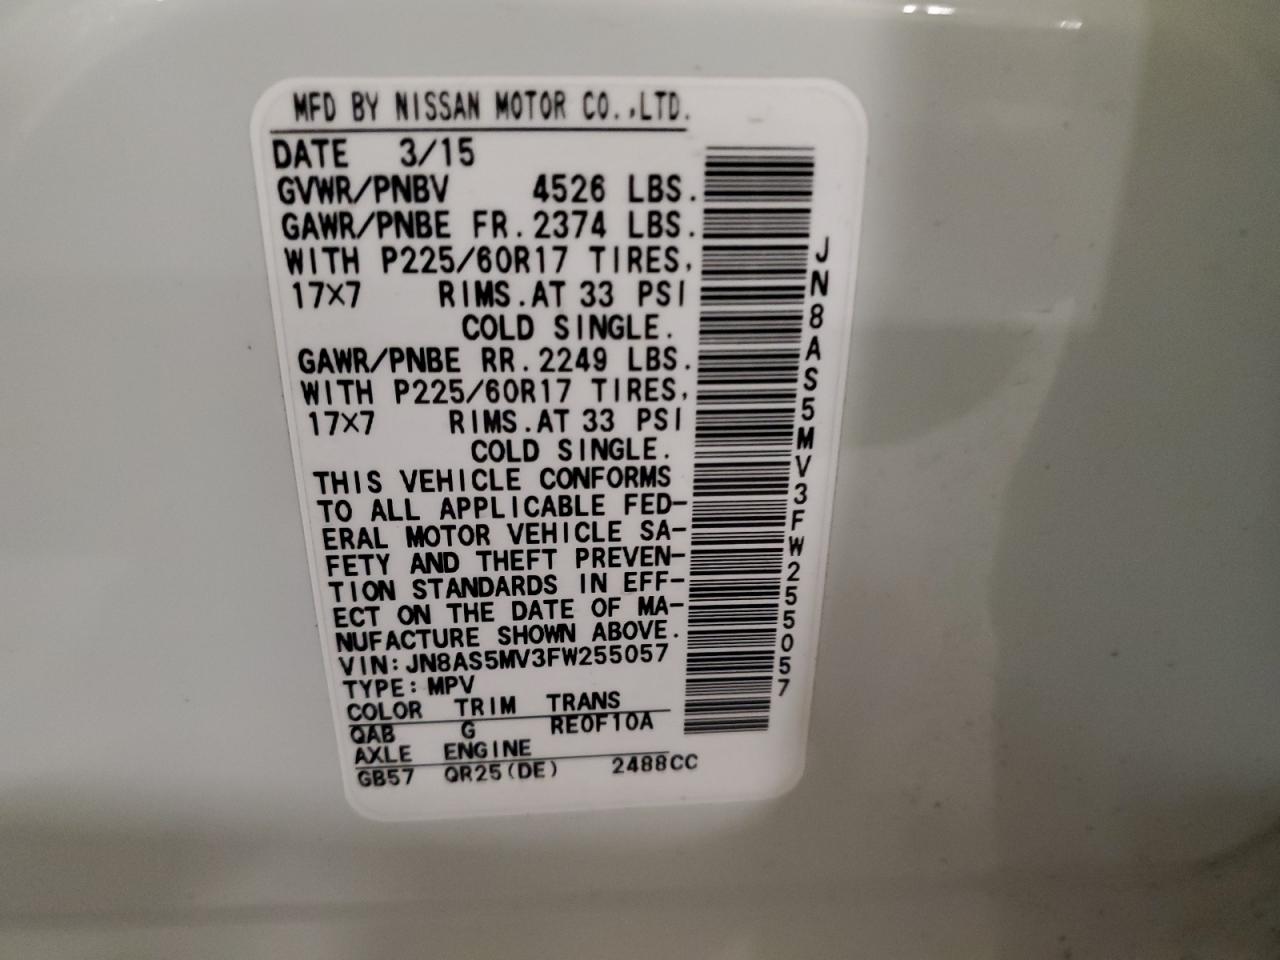 MFD BY NISSAN MOTOR CO.,LTD.
DATE 3/15
GVWR/PNBV 4526 LBS.
GAWR/PNBE FR. 2374 LBS.
WITH P225/60R17 TIRES,
17×7 RIMS. AT 33 PSI
COLD SINGLE.
GAWR/PNBE RR. 2249 LBS.
WITH P225/60R17 TIRES,
17×7 RIMS. AT 33 PSI
COLD SINGLE.
THIS VEHICLE CONFORMS
TO ALL APPLICABLE FED-
ERAL MOTOR VEHICLE SA-
FETY AND THEFT PREVEN-
TION STANDARDS IN EFF-
ECT ON THE DATE OF MA-
NUFACTURE SHOWN ABOVE.
VIN: JN8AS5MV3FW255057
TYPE: MPV
COLOR TRIM TRANS
QAB G RE0F10A
AXLE ENGINE
GB57 QR25(DE) 2488CC
JN8AS5MV3FW255057